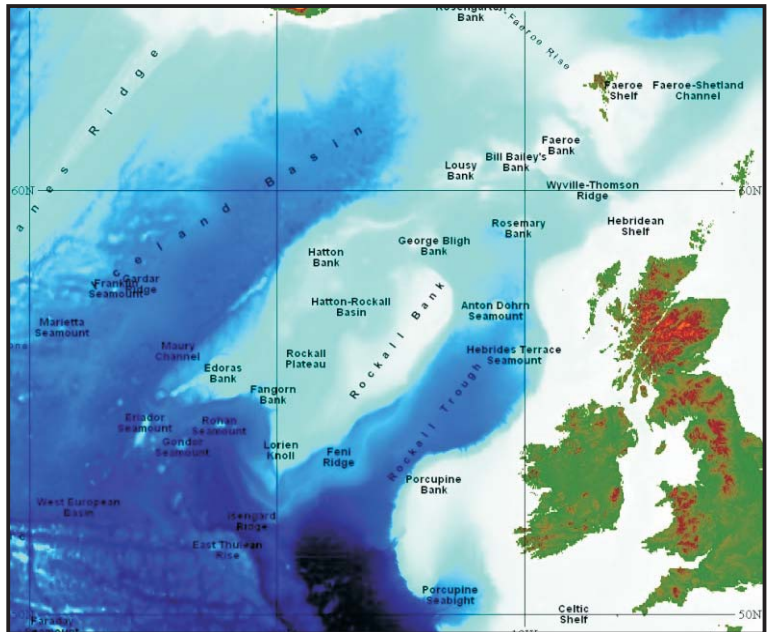 Rosengarten
Bank
Faeroe Rise
Faeroe
Shelf
Faeroe-Shetland
Channel
anes Ridge
Iceland Basin
Faeroe
Bank
Bill Bailey's
Bank
Lousy
Bank
60N
60N
Wyville-Thomson
Ridge
Hebridean
Shelf
Rosemary
Bank
George Bligh
Bank
Hatton
Bank
Gardar
Ridge
Franklin
Seamount
Hatton-Rockall
Basin
Rockall Bank
Anton Dohrn
Seamount
Marietta
Seamount
Maury
Channel
Hebrides Terrace
Seamount
Rockall
Plateau
Edoras
Bank
Fangorn
Bank
Rockall Trough
Eriador
Seamount
Rohan
Seamount
Gondor
Seamount
Lorien
Knoll
Feni
Ridge
Porcupine
Bank
West European
Basin
Isengard
Ridge
East Thulean
Rise
Porcupine
Seabight
Celtic
Shelf
50N
Faraday
Seamount